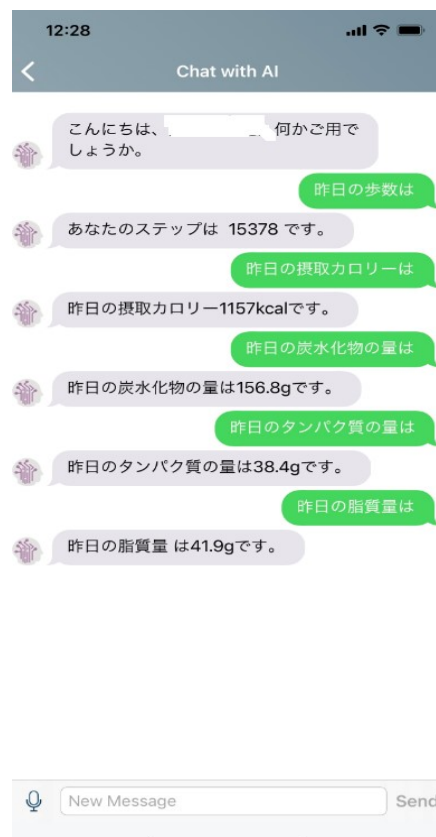 12:28
Chat with AI
こんにちは、 何かご用で
しょうか。
昨日の歩数は
あなたのステップは 15378 です。
昨日の摂取カロリーは
昨日の摂取カロリー1157kcalです。
昨日の炭水化物の量は
昨日の炭水化物の量は156.8gです。
昨日のタンパク質の量は
昨日のタンパク質の量は38.4gです。
昨日の脂質量は
昨日の脂質量 は41.9gです。
New Message
Send